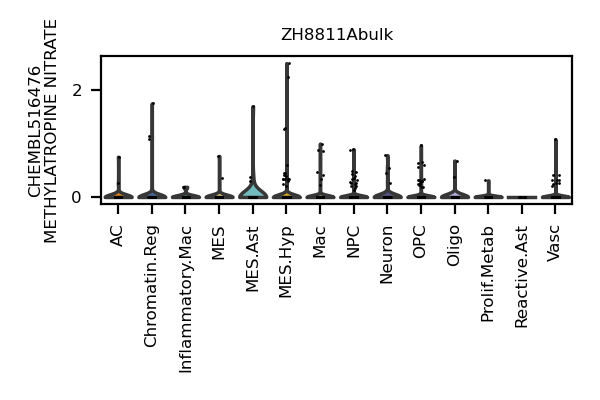 ZH8811Abulk
CHEMBL516476
METHYLATROPINE NITRATE
2
0
AC
Chromatin.Reg
Inflammatory.Mac
MES
MES.Ast
MES.Hyp
Mac
NPC
Neuron
OPC
Oligo
Prolif.Metab
Reactive.Ast
Vasc